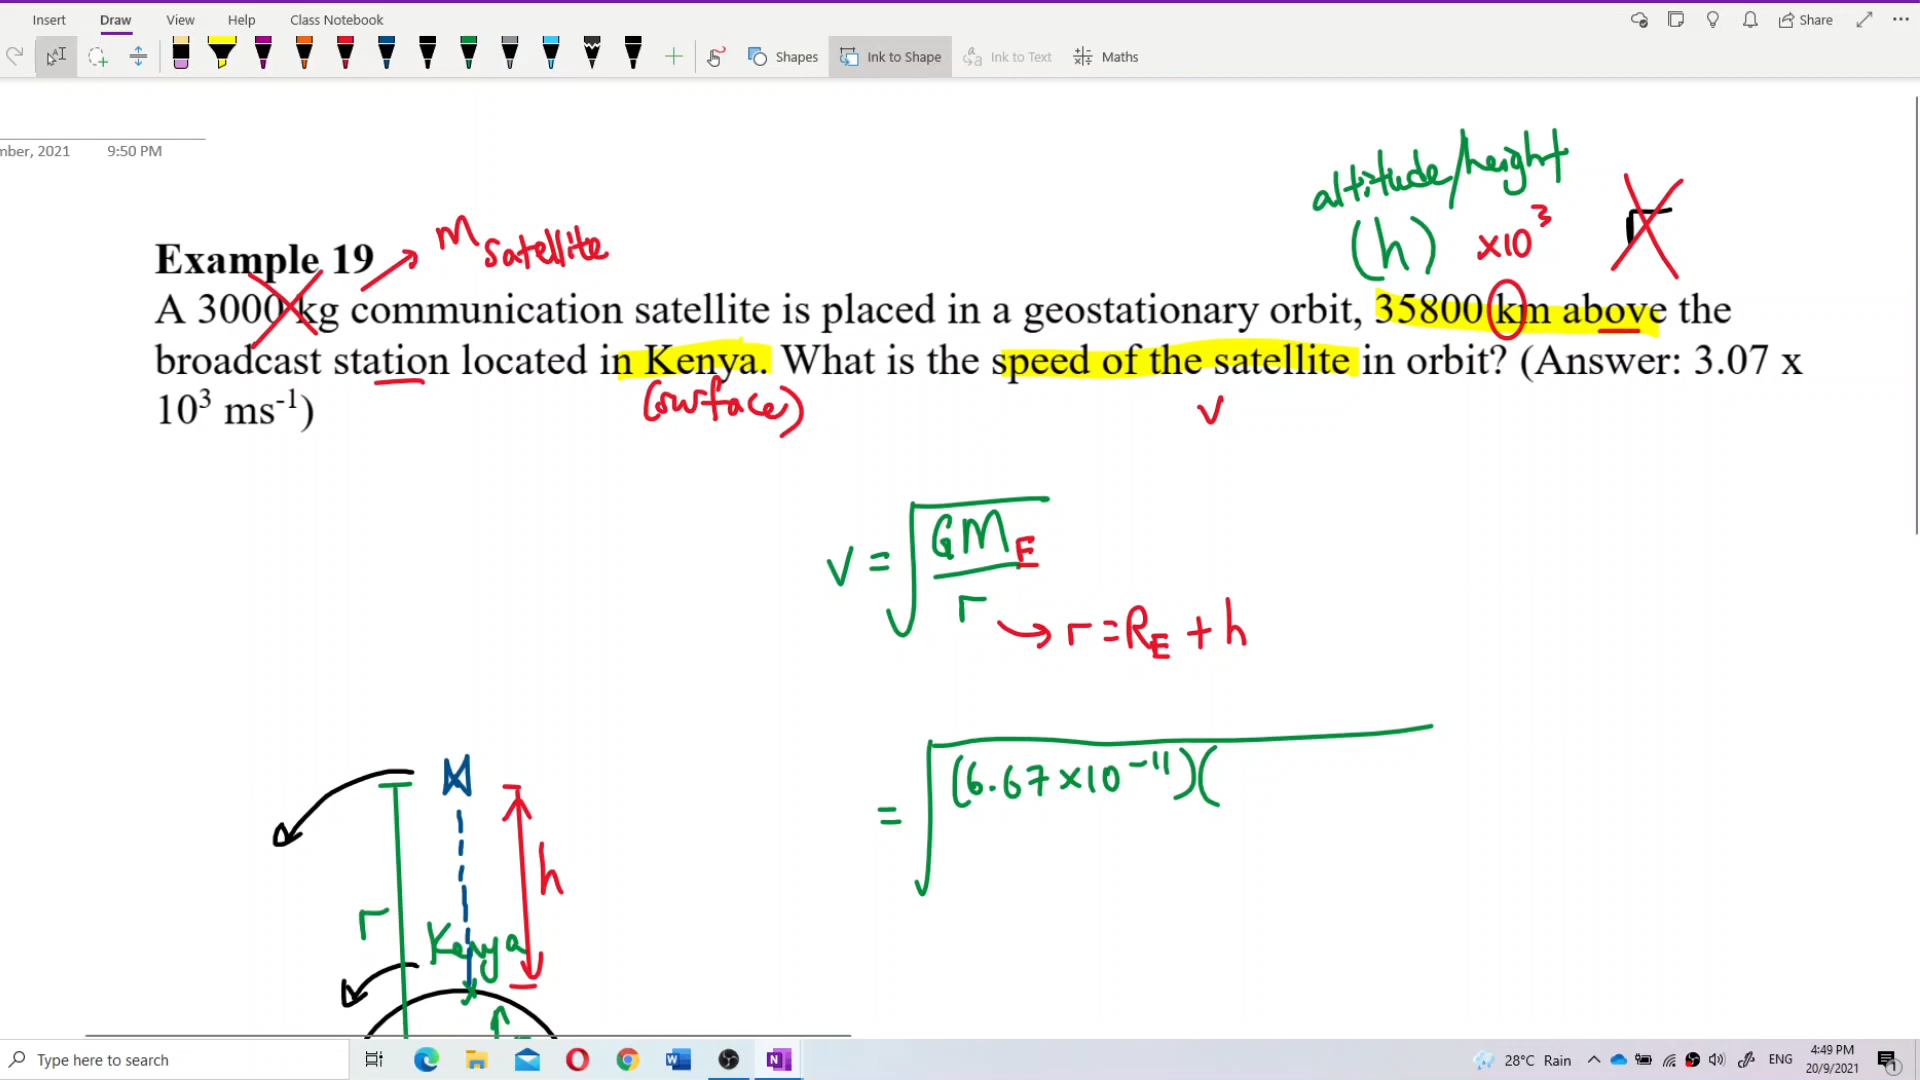 Insert Draw View Help Class Notebook Share
Shapes Ink to Shape Ink to Text Maths
mber, 2021 9:50 PM
altitude/height
(h) x10³
Example 19 m satellite
A 3000 kg communication satellite is placed in a geostationary orbit, 35800 km above the
broadcast station located in Kenya. What is the speed of the satellite in orbit? (Answer: 3.07 x
10³ ms⁻¹)
(surface) v
v = √(GM_E / r)
r = R_E + h
= √(6.67 x 10⁻¹¹)(
h
r
Kenya
Type here to search
28°C Rain ENG 4:49 PM
20/9/2021